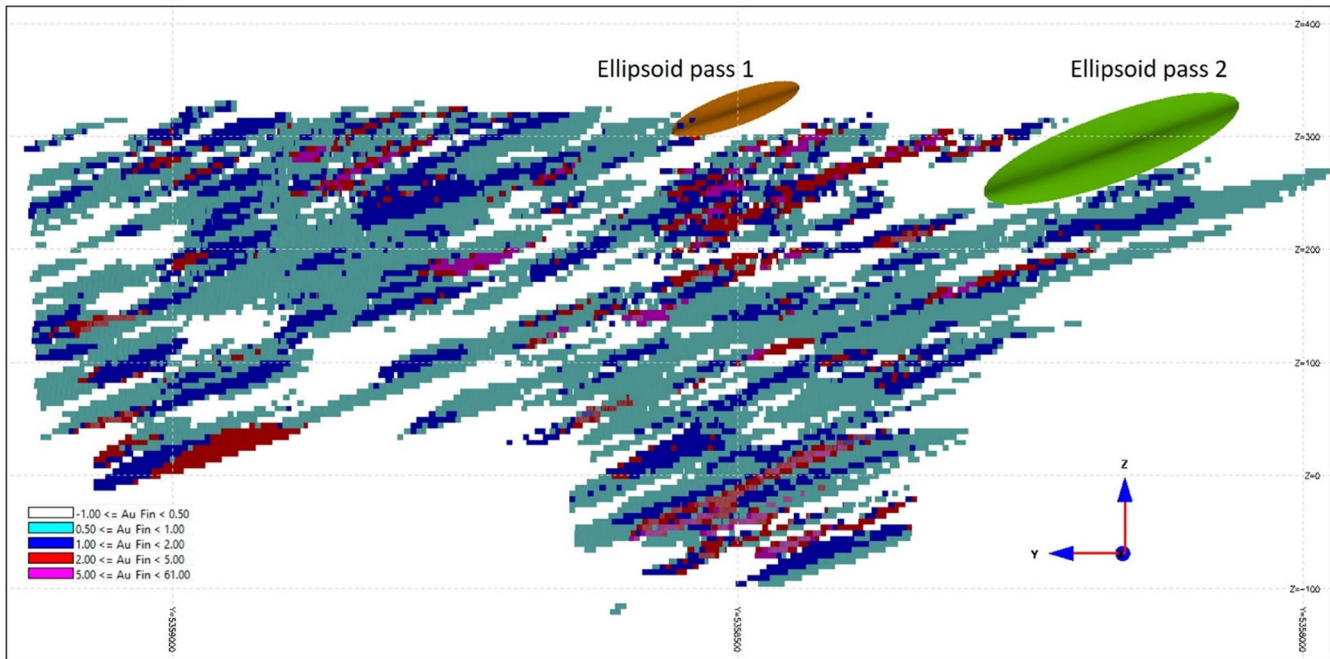 Z=400
Ellipsoid pass 1
Ellipsoid pass 2
Z=300
Z=200
Z=100
Z=0
Z=-100
-1.00 <= Au Fin < 0.50
0.50 <= Au Fin < 1.00
1.00 <= Au Fin < 2.00
2.00 <= Au Fin < 5.00
5.00 <= Au Fin < 61.00
Z
Y
Y=5359000
Y=5358500
Y=5358000